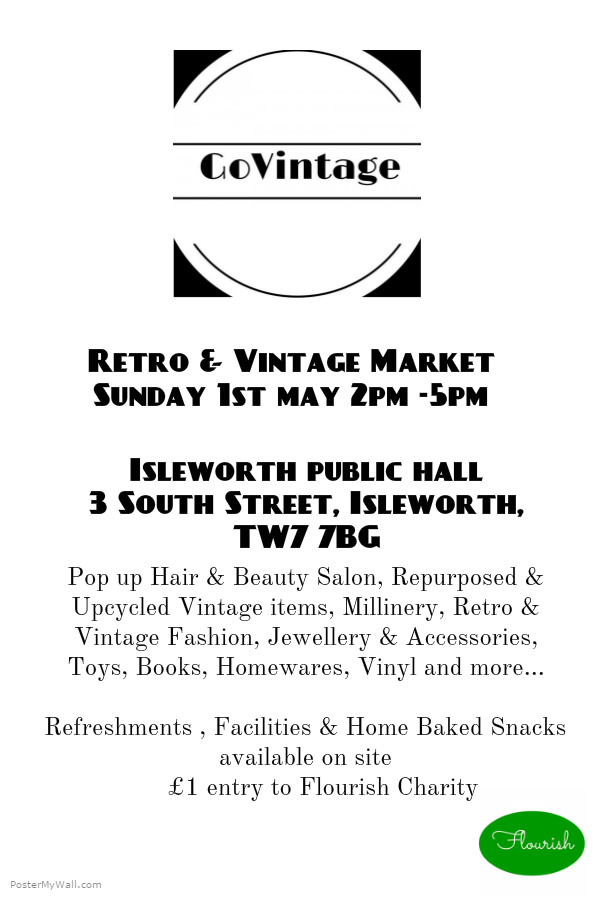 GoVintage
Retro & Vintage Market
Sunday 1st may 2pm -5pm
Isleworth public hall
3 South Street, Isleworth,
TW7 7BG
Pop up Hair & Beauty Salon, Repurposed &
Upcycled Vintage items, Millinery, Retro &
Vintage Fashion, Jewellery & Accessories,
Toys, Books, Homewares, Vinyl and more...
Refreshments , Facilities & Home Baked Snacks
available on site
£1 entry to Flourish Charity
Flourish
PosterMyWall.com